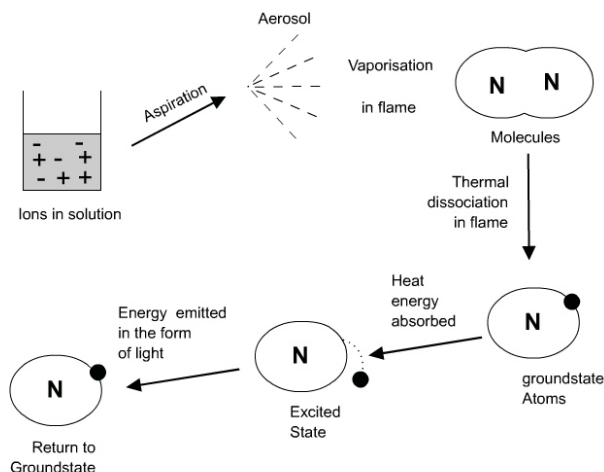 Aerosol
Aspiration
Vaporisation
in flame
N N
Molecules
- -
+ - +
- + +
Ions in solution
Thermal
dissociation
in flame
Heat
energy
absorbed
N
groundstate
Atoms
N
Excited
State
Energy emitted
in the form
of light
N
Return to
Groundstate